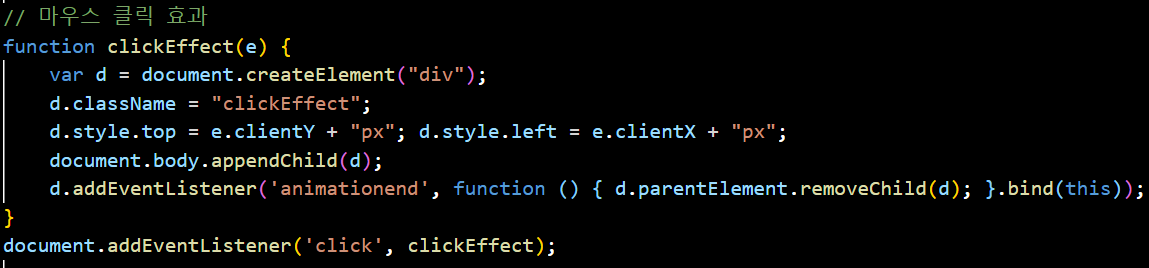 // 마우스 클릭 효과
function clickEffect(e) {
    var d = document.createElement("div");
    d.className = "clickEffect";
    d.style.top = e.clientY + "px"; d.style.left = e.clientX + "px";
    document.body.appendChild(d);
    d.addEventListener('animationend', function () { d.parentElement.removeChild(d); }.bind(this));
}
document.addEventListener('click', clickEffect);